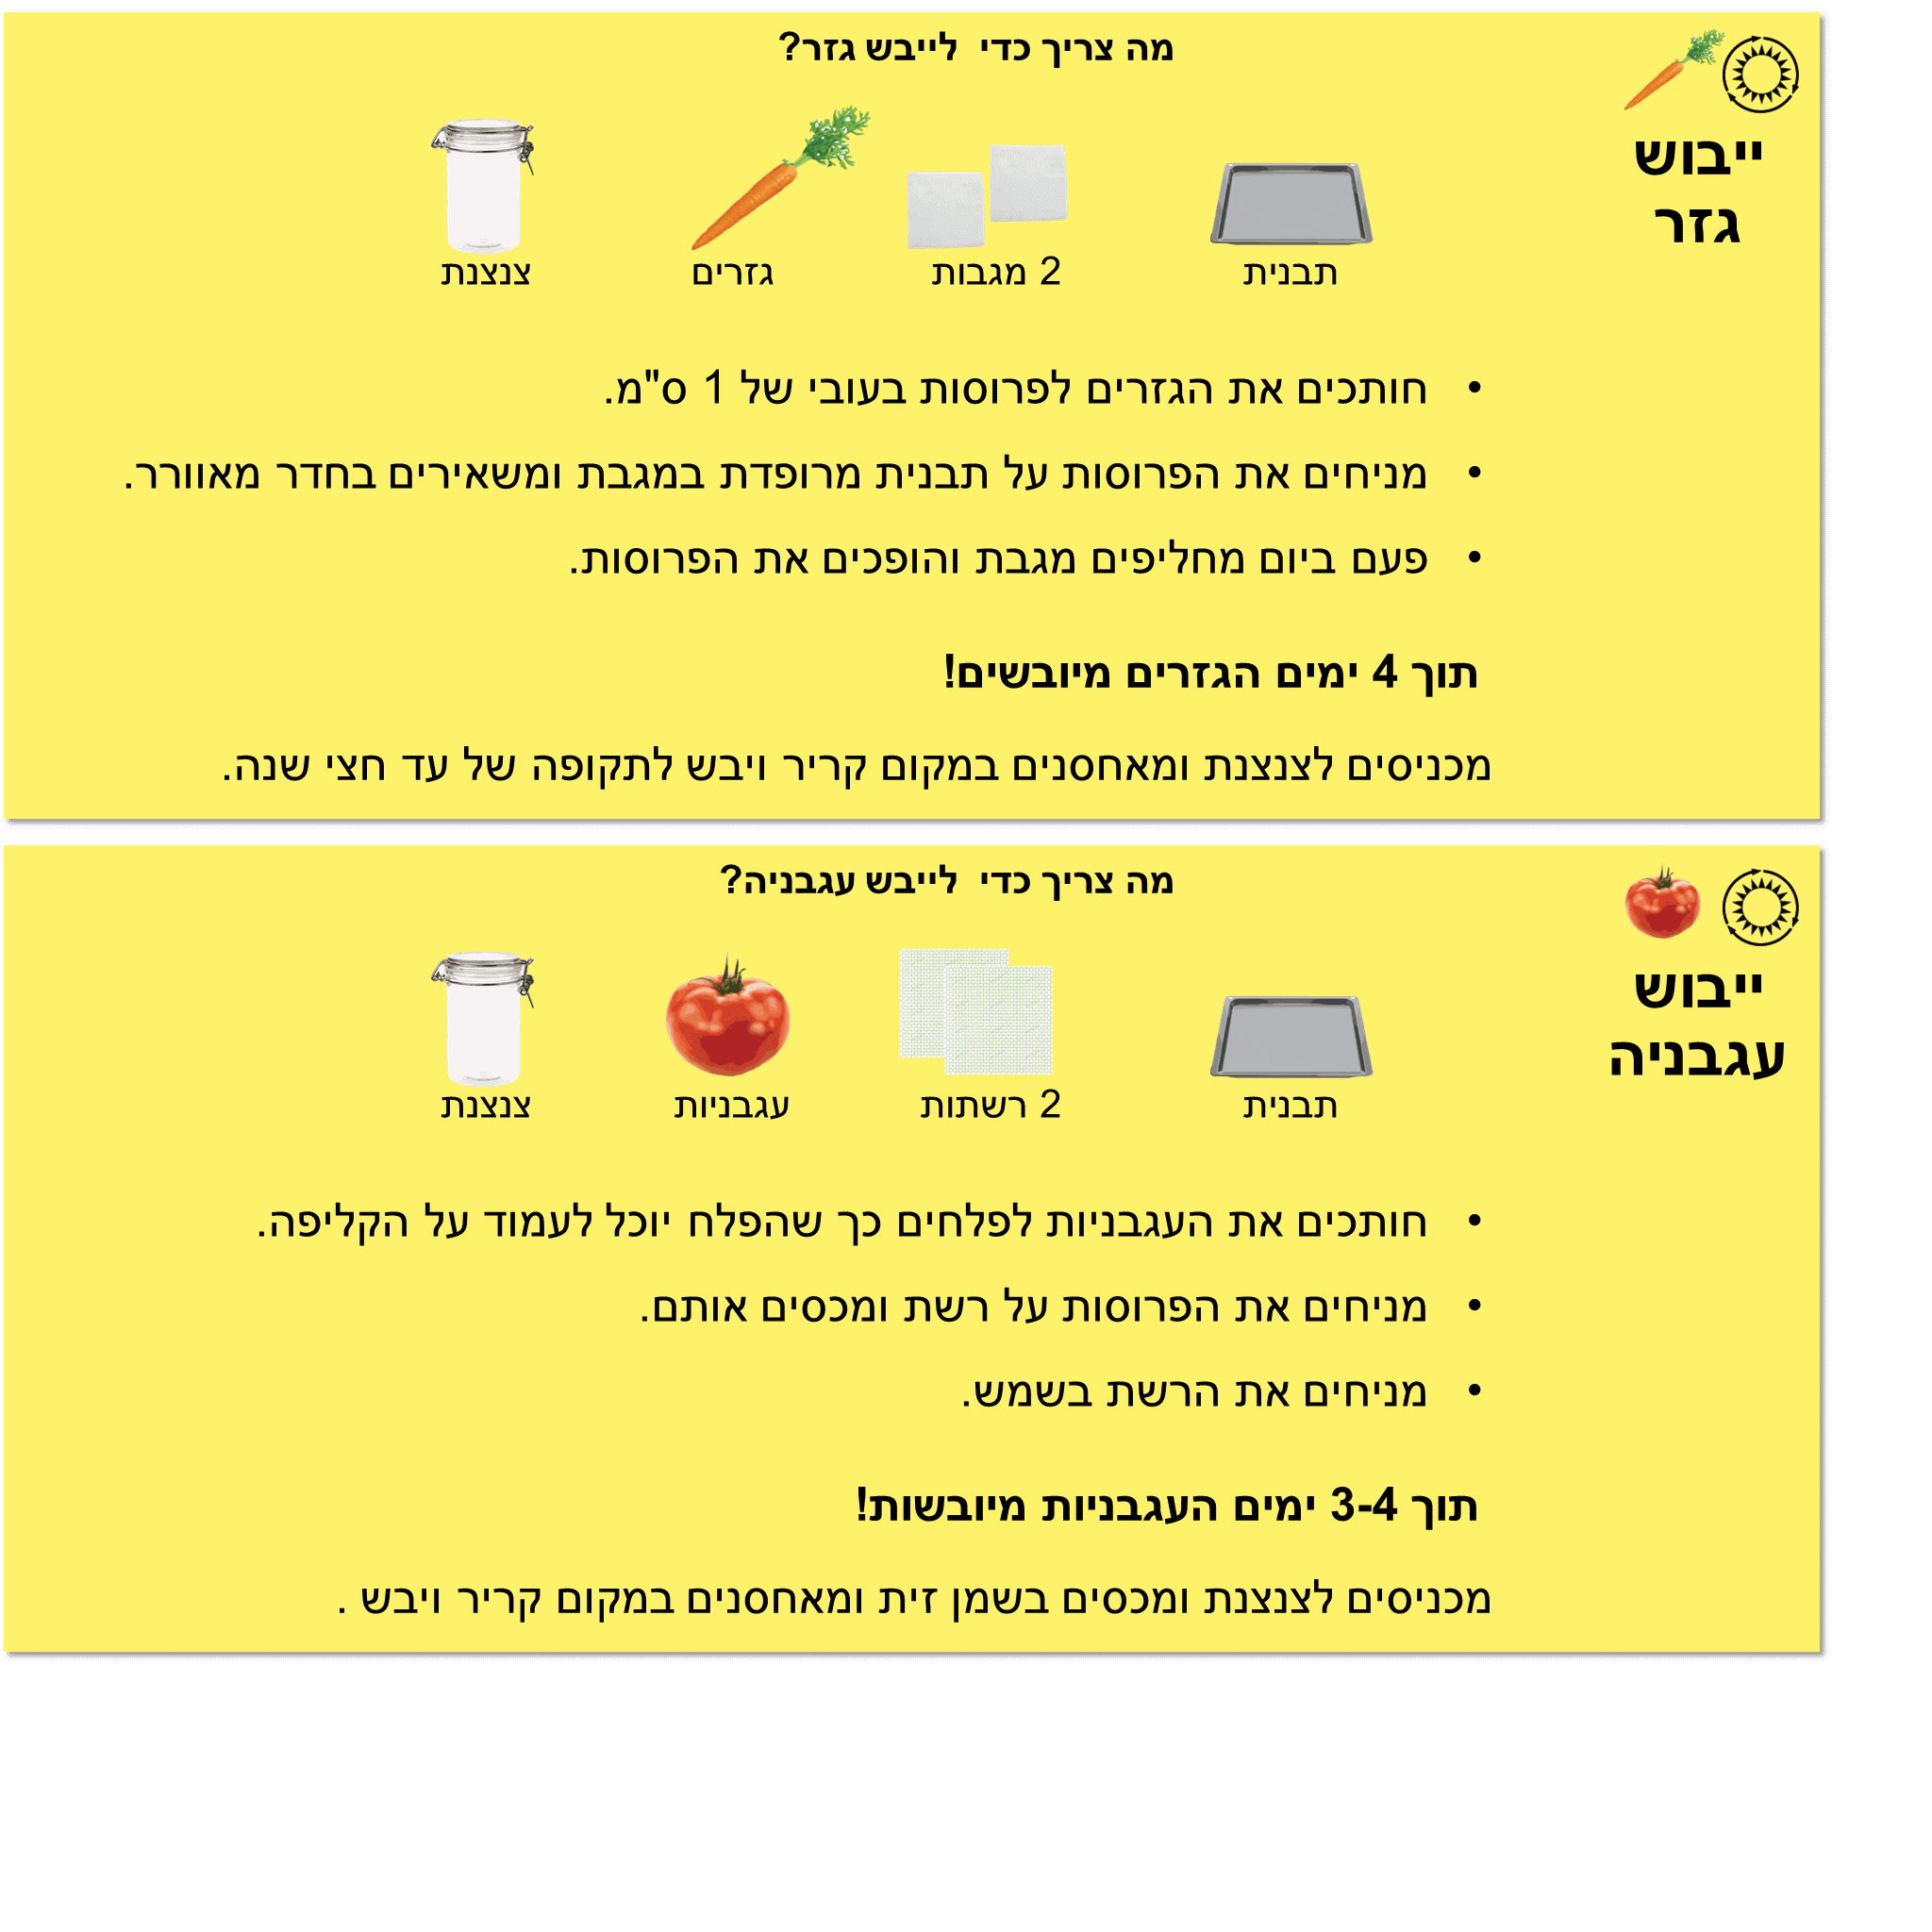 ייבוש
גזר
מה צריך כדי לייבש גזר?
תבנית
2 מגבות
גזרים
צנצנת
• חותכים את הגזרים לפרוסות בעובי של 1 ס"מ.
• מניחים את הפרוסות על תבנית מרופדת במגבת ומשאירים בחדר מאוורר.
• פעם ביום מחליפים מגבת והופכים את הפרוסות.
תוך 4 ימים הגזרים מיובשים!
מכניסים לצנצנת ומאחסנים במקום קריר ויבש לתקופה של עד חצי שנה.
ייבוש
עגבניה
מה צריך כדי לייבש עגבניה?
תבנית
2 רשתות
עגבניות
צנצנת
• חותכים את העגבניות לפלחים כך שהפלח יוכל לעמוד על הקליפה.
• מניחים את הפרוסות על רשת ומכסים אותם.
• מניחים את הרשת בשמש.
תוך 3-4 ימים העגבניות מיובשות!
מכניסים לצנצנת ומכסים בשמן זית ומאחסנים במקום קריר ויבש .